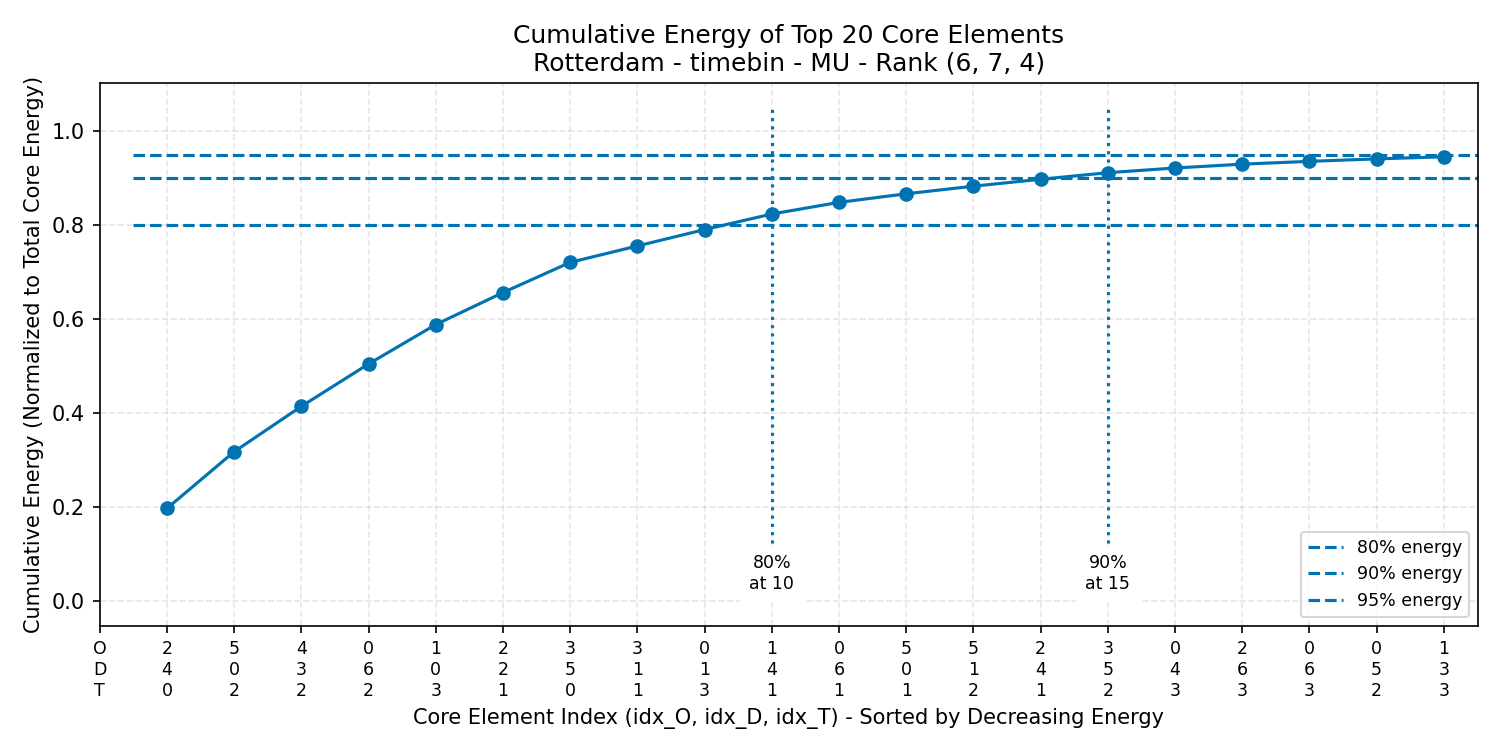 Cumulative Energy of Top 20 Core Elements
Rotterdam - timebin - MU - Rank (6, 7, 4)
Cumulative Energy (Normalized to Total Core Energy)
1.0
0.8
0.6
0.4
0.2
0.0
80%
at 10
90%
at 15
80% energy
90% energy
95% energy
O 2 5 4 0 1 2 3 3 0 1 0 5 5 2 3 0 2 0 0 1
D 4 0 3 6 0 2 5 1 1 4 6 0 1 4 5 4 6 6 5 3
T 0 2 2 2 3 1 0 1 3 1 1 1 2 1 2 3 3 3 2 3
Core Element Index (idx_O, idx_D, idx_T) - Sorted by Decreasing Energy